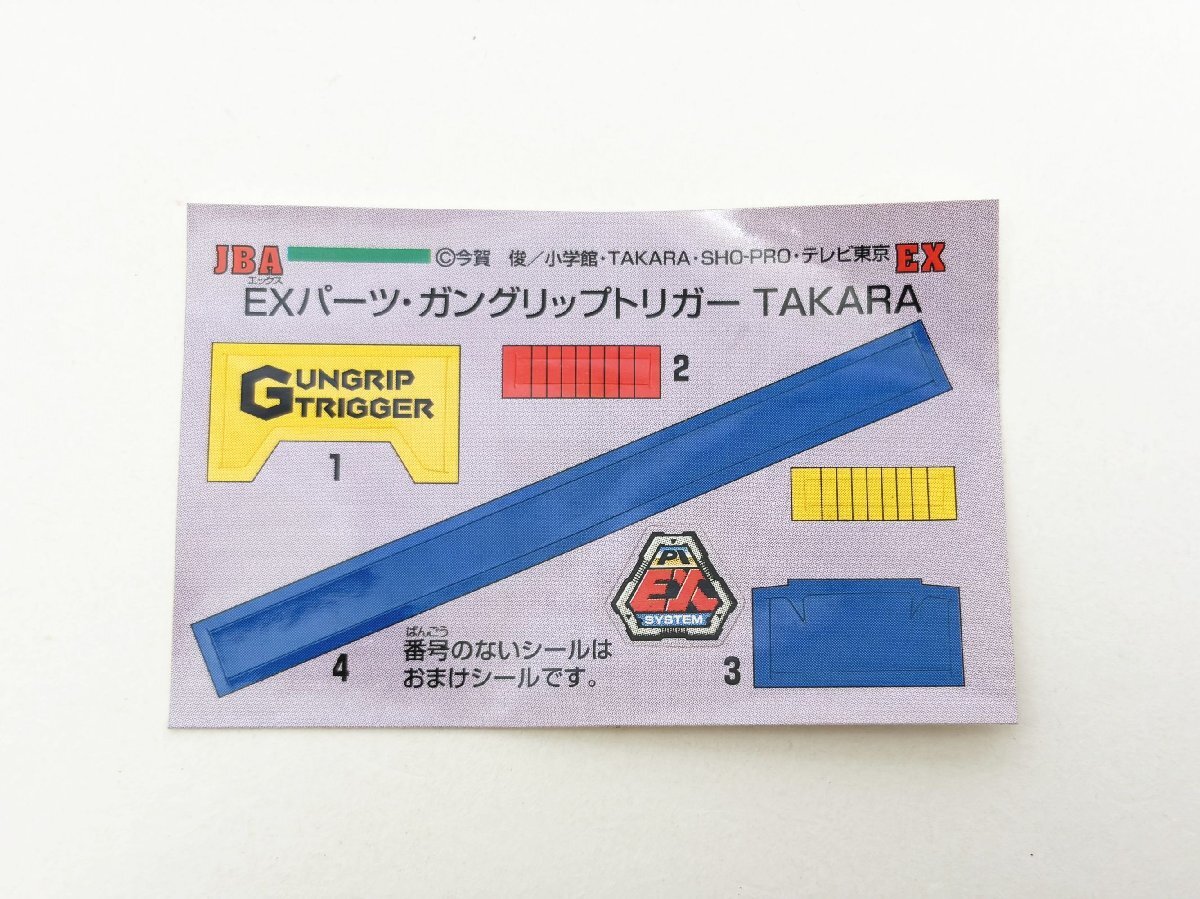 JBA ©今賀 俊／小学館・TAKARA・SHO-PRO・テレビ東京 EX
エックス
EXパーツ・ガングリップトリガー TAKARA
GUNGRIP
TRIGGER
1
2
PI
EX
SYSTEM
3
4
ばんごう
番号のないシールは
おまけシールです。